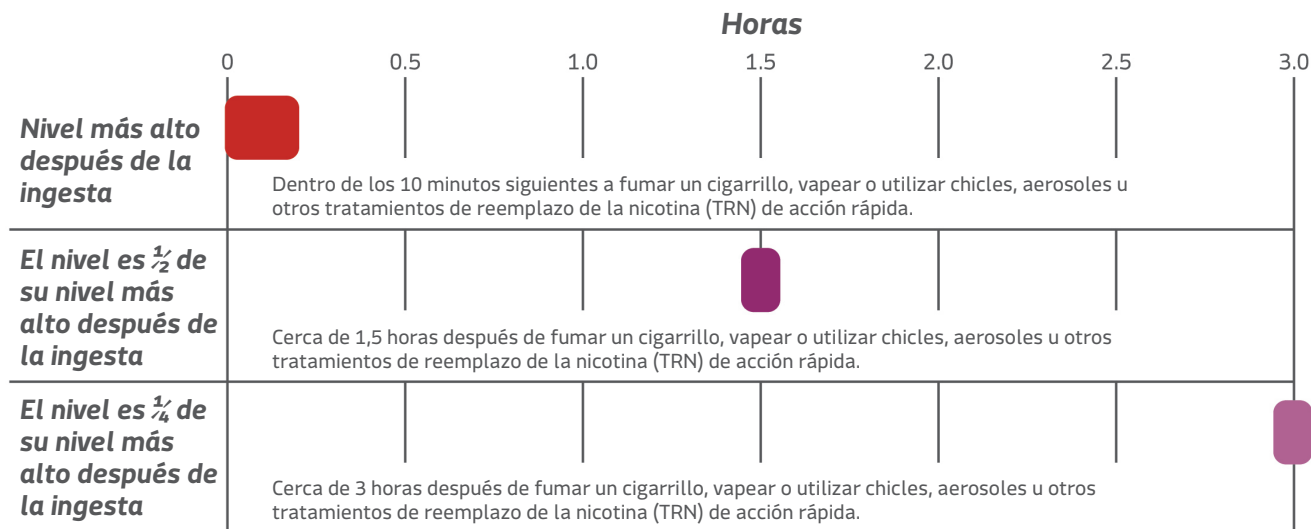 Horas
0 0.5 1.0 1.5 2.0 2.5 3.0
Nivel más alto
después de la
ingesta
Dentro de los 10 minutos siguientes a fumar un cigarrillo, vapear o utilizar chicles, aerosoles u
otros tratamientos de reemplazo de la nicotina (TRN) de acción rápida.
El nivel es ½ de
su nivel más
alto después de
la ingesta
Cerca de 1,5 horas después de fumar un cigarrillo, vapear o utilizar chicles, aerosoles u otros
tratamientos de reemplazo de la nicotina (TRN) de acción rápida.
El nivel es ¼ de
su nivel más
alto después de
la ingesta
Cerca de 3 horas después de fumar un cigarrillo, vapear o utilizar chicles, aerosoles u otros
tratamientos de reemplazo de la nicotina (TRN) de acción rápida.